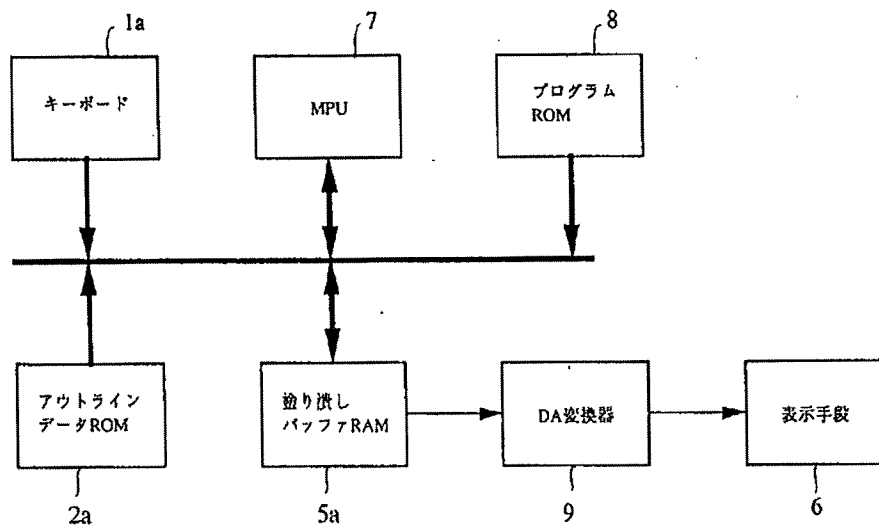 1a
7
8
キーボード
MPU
プログラム
ROM
アウトライン
データROM
塗り潰し
バッファRAM
DA変換器
表示手段
2a
5a
9
6